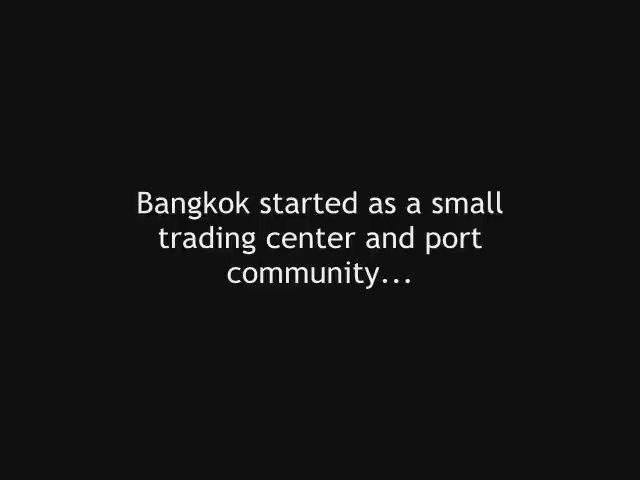 Bangkok started as a small
trading center and port
community...